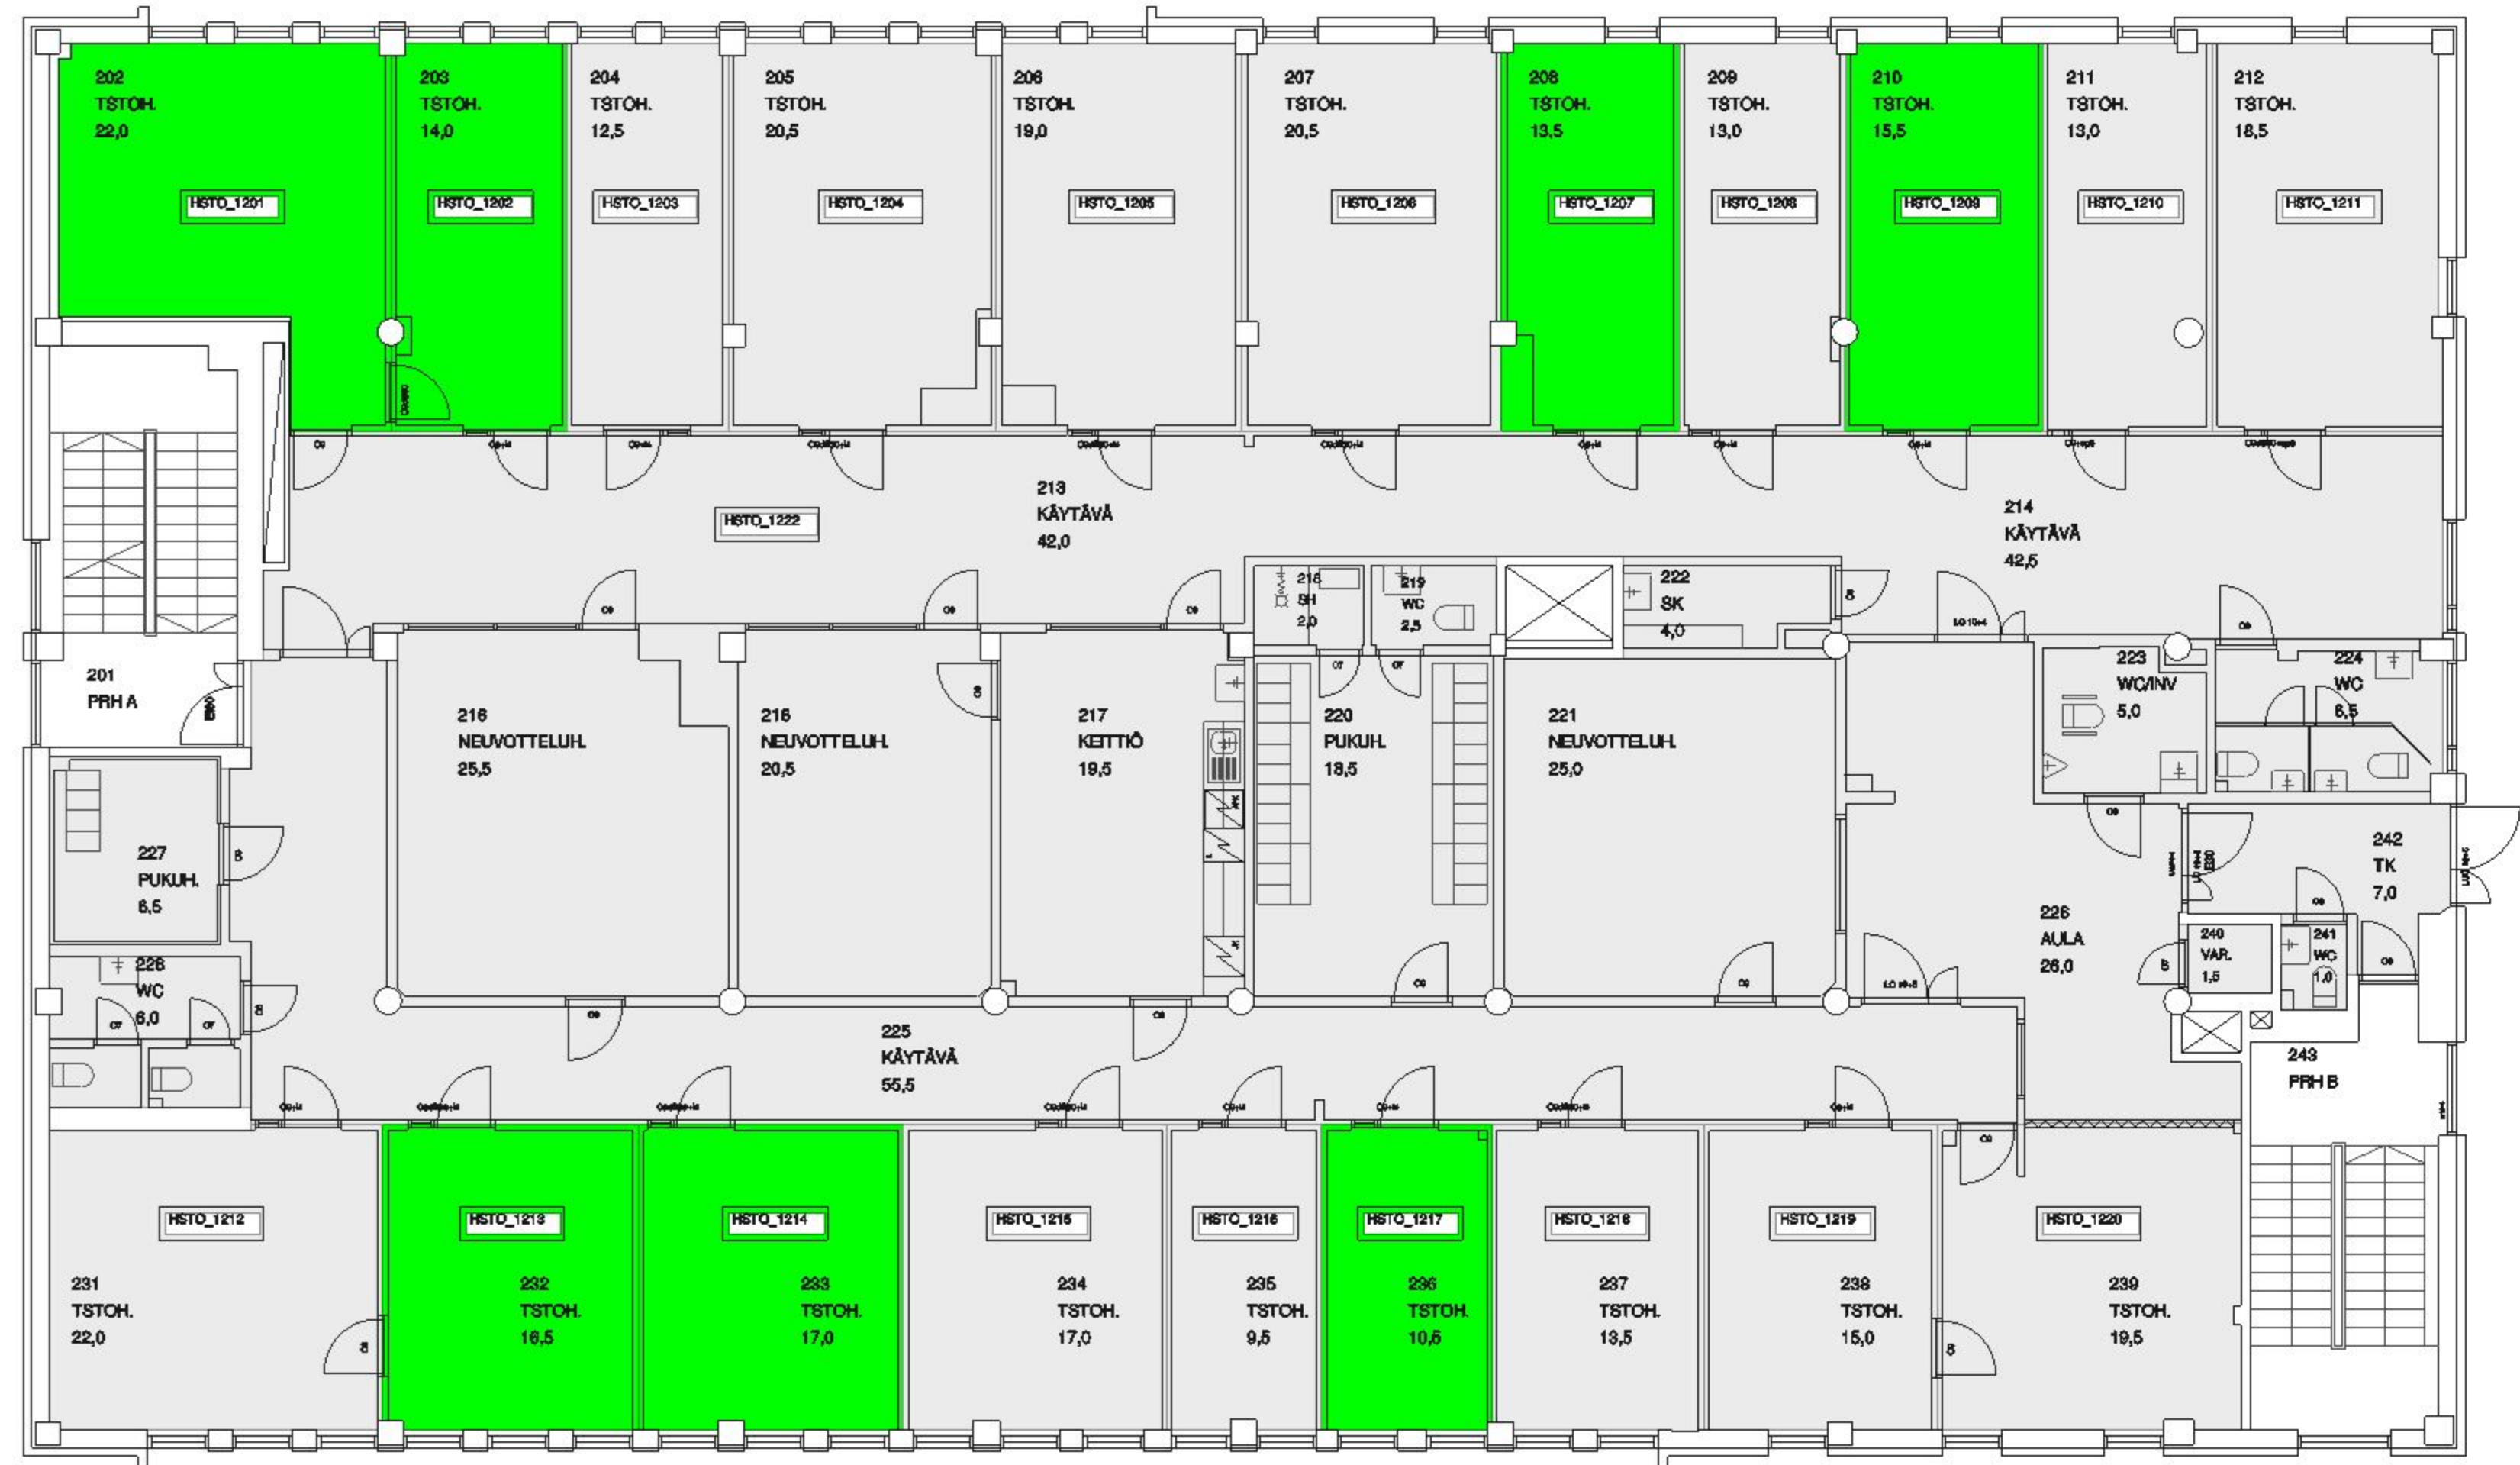 202
TSTOH.
22,0
HSTO_1201
203
TSTOH.
14,0
HSTO_1202
204
TSTOH.
12,5
HSTO_1203
205
TSTOH.
20,5
HSTO_1204
206
TSTOH.
19,0
HSTO_1205
207
TSTOH.
20,5
HSTO_1206
208
TSTOH.
13,5
HSTO_1207
209
TSTOH.
13,0
HSTO_1208
210
TSTOH.
15,5
HSTO_1209
211
TSTOH.
13,0
HSTO_1210
212
TSTOH.
18,5
HSTO_1211
HSTO_1222
213
KÄYTÄVÄ
42,0
214
KÄYTÄVÄ
42,5
218
SH
2,0
219
WC
2,5
222
SK
4,0
201
PRH A
216
NEUVOTTELUH.
25,5
216
NEUVOTTELUH.
20,5
217
KEITTIÖ
19,5
220
PUKUH.
18,5
221
NEUVOTTELUH.
25,0
223
WC/INV
5,0
224
WC
6,5
227
PUKUH.
6,5
242
TK
7,0
226
AULA
26,0
240
VAR.
1,5
241
WC
1,0
228
WC
6,0
225
KÄYTÄVÄ
55,5
243
PRH B
HSTO_1212
231
TSTOH.
22,0
HSTO_1213
232
TSTOH.
16,5
HSTO_1214
233
TSTOH.
17,0
HSTO_1215
234
TSTOH.
17,0
HSTO_1216
235
TSTOH.
9,5
HSTO_1217
236
TSTOH.
10,5
HSTO_1218
237
TSTOH.
13,5
HSTO_1219
238
TSTOH.
15,0
HSTO_1220
239
TSTOH.
19,5